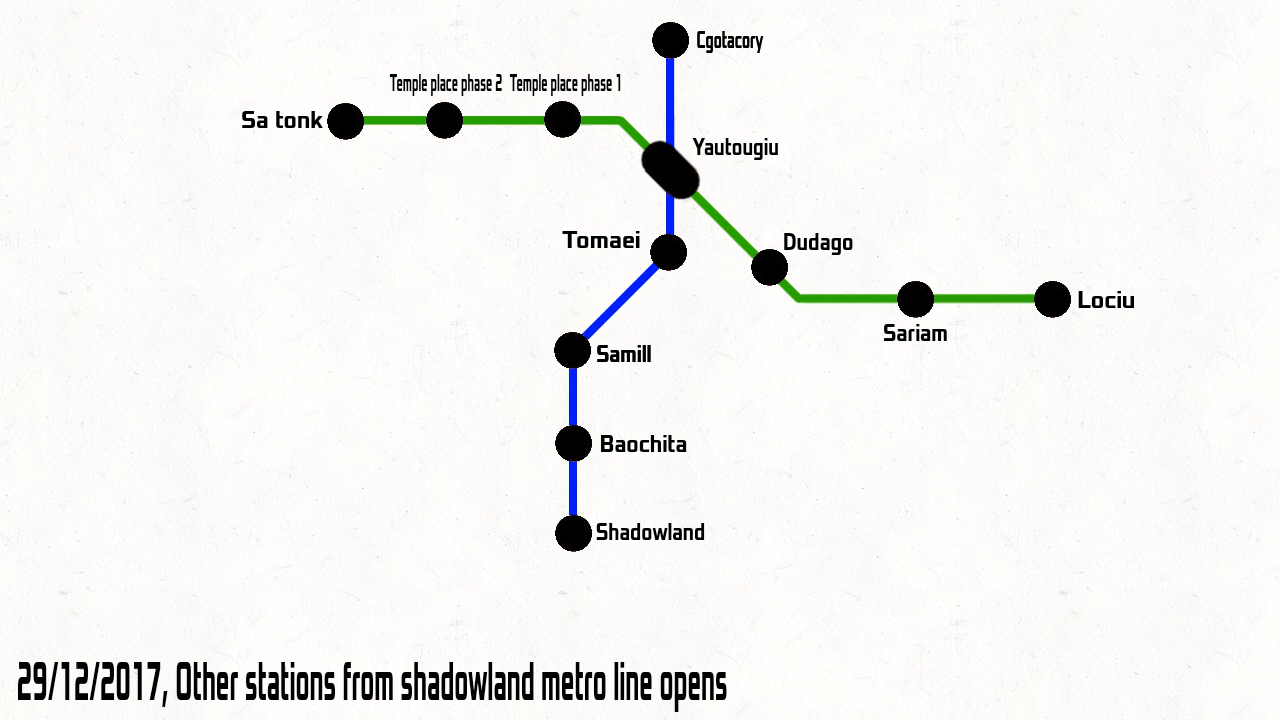 Cgotacory
Temple place phase 2
Temple place phase 1
Sa tonk
Yautougiu
Tomaei
Dudago
Lociu
Sariam
Samill
Baochita
Shadowland
29/12/2017, Other stations from shadowland metro line opens